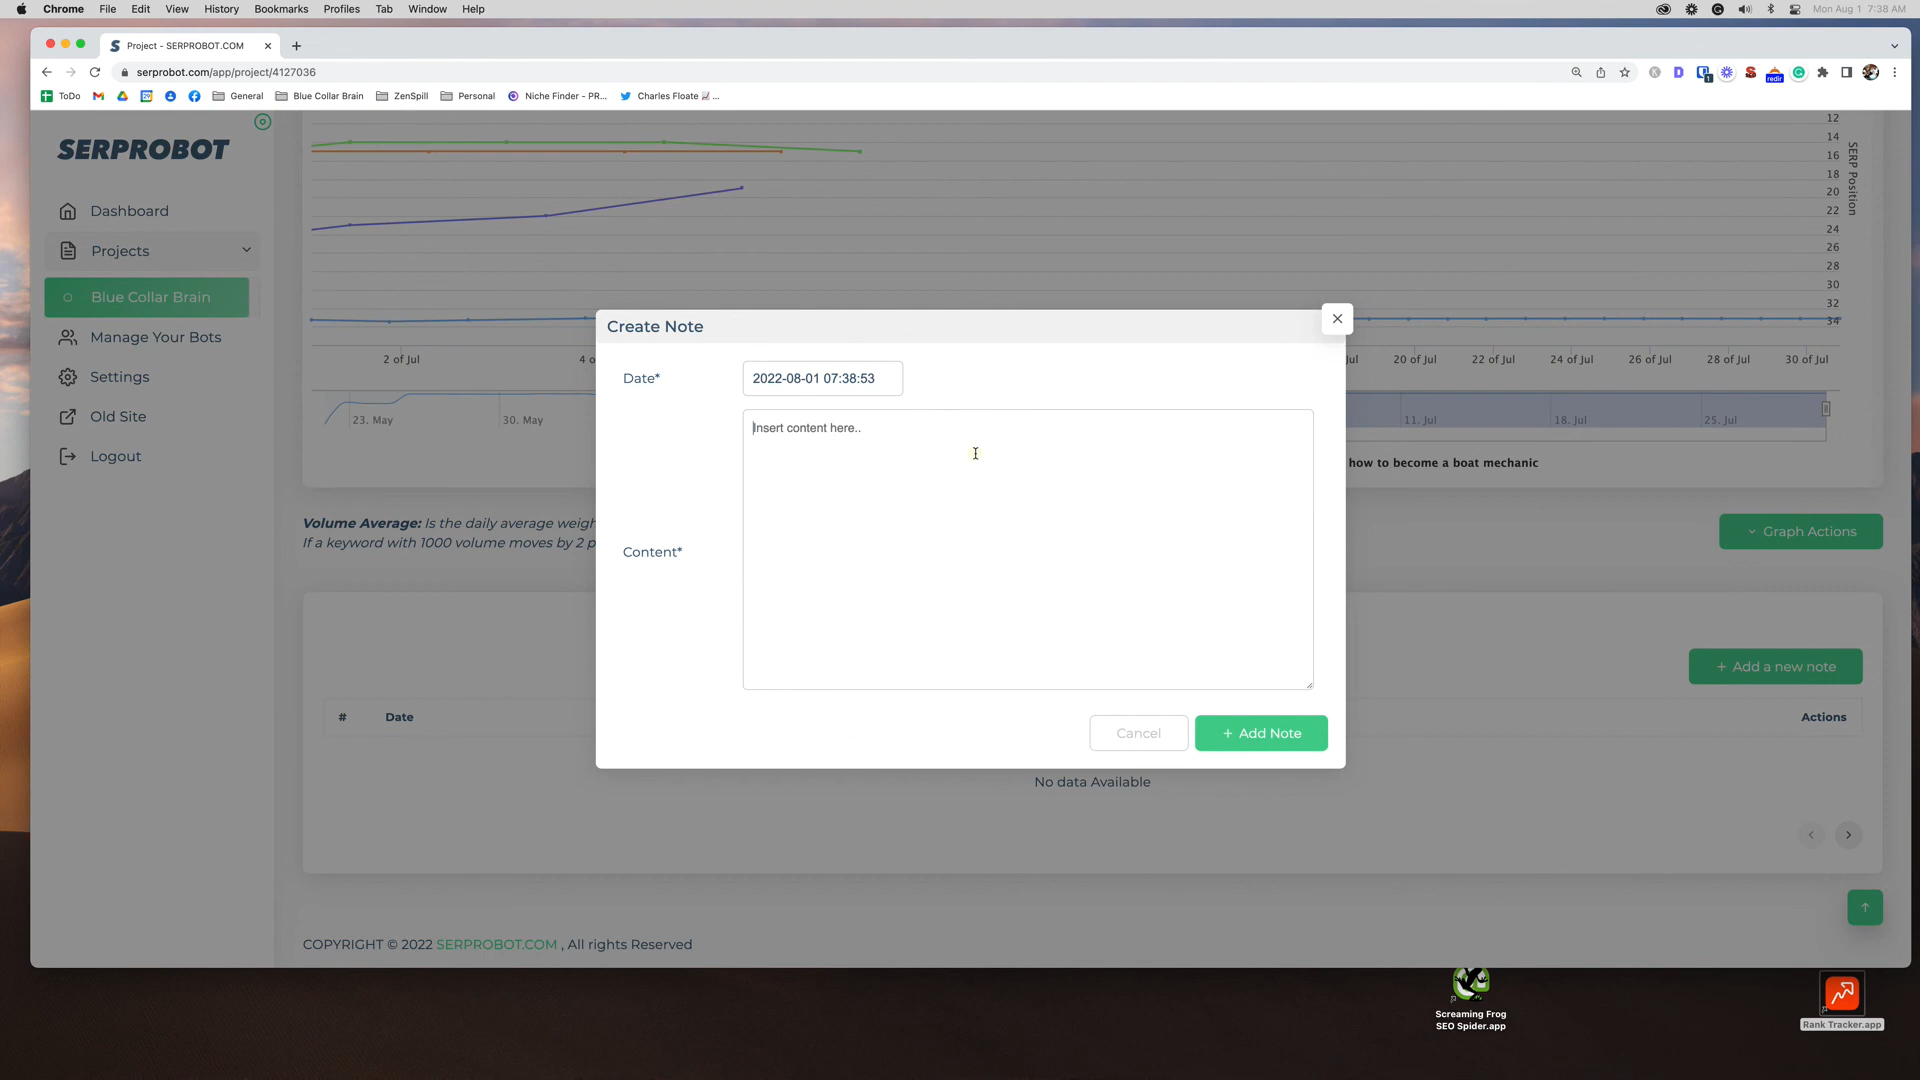 Chrome File Edit View History Bookmarks Profiles Tab Window Help Mon Aug 1 7:38 AM
Project - SERPROBOT.COM
serprobot.com/app/project/4127036
ToDo General Blue Collar Brain ZenSpill Personal Niche Finder - PR... Charles Floate ...
redir
1
SERPROBOT
Dashboard
Projects
Blue Collar Brain
Manage Your Bots
Settings
Old Site
Logout
12
14
16
18
20
22
24
26
28
30
32
34
SERP Position
2 of Jul 4 o ul 20 of Jul 22 of Jul 24 of Jul 26 of Jul 28 of Jul 30 of Jul
23. May 30. May 11. Jul 18. Jul 25. Jul
how to become a boat mechanic
Create Note
Date* 2022-08-01 07:38:53
Insert content here..
Content*
Cancel + Add Note
Volume Average: Is the daily average weigh
If a keyword with 1000 volume moves by 2 p
Graph Actions
+ Add a new note
# Date Actions
No data Available
COPYRIGHT © 2022 SERPROBOT.COM , All rights Reserved
Screaming Frog
SEO Spider.app
Rank Tracker.app